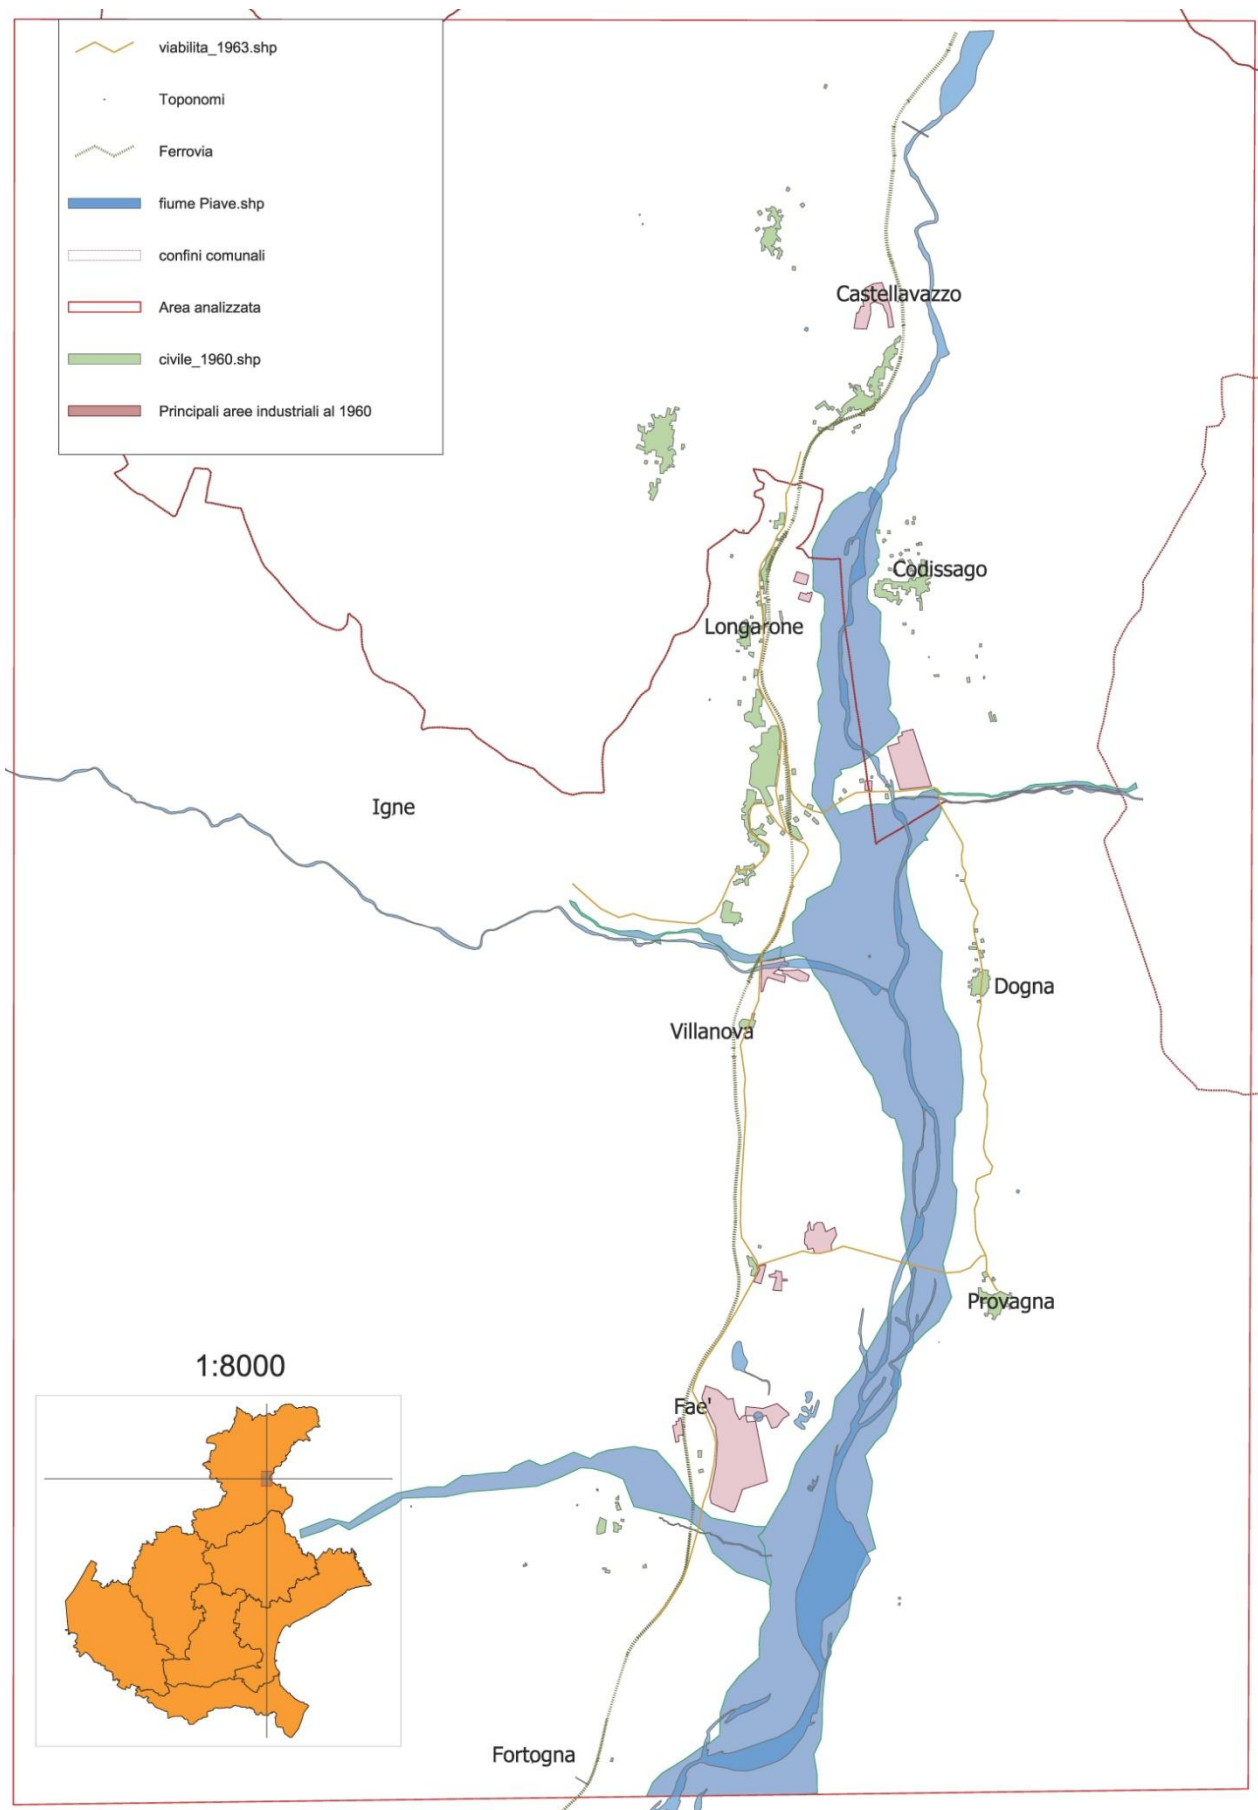 viabilita_1963.shp
Toponomi
Ferrovia
fiume Piave.shp
confini comunali
Area analizzata
civile_1960.shp
Principali aree industriali al 1960
Castellavazzo
Codissago
Longarone
Igne
Dogna
Villanova
Provagna
1:8000
Fae'
Fortogna